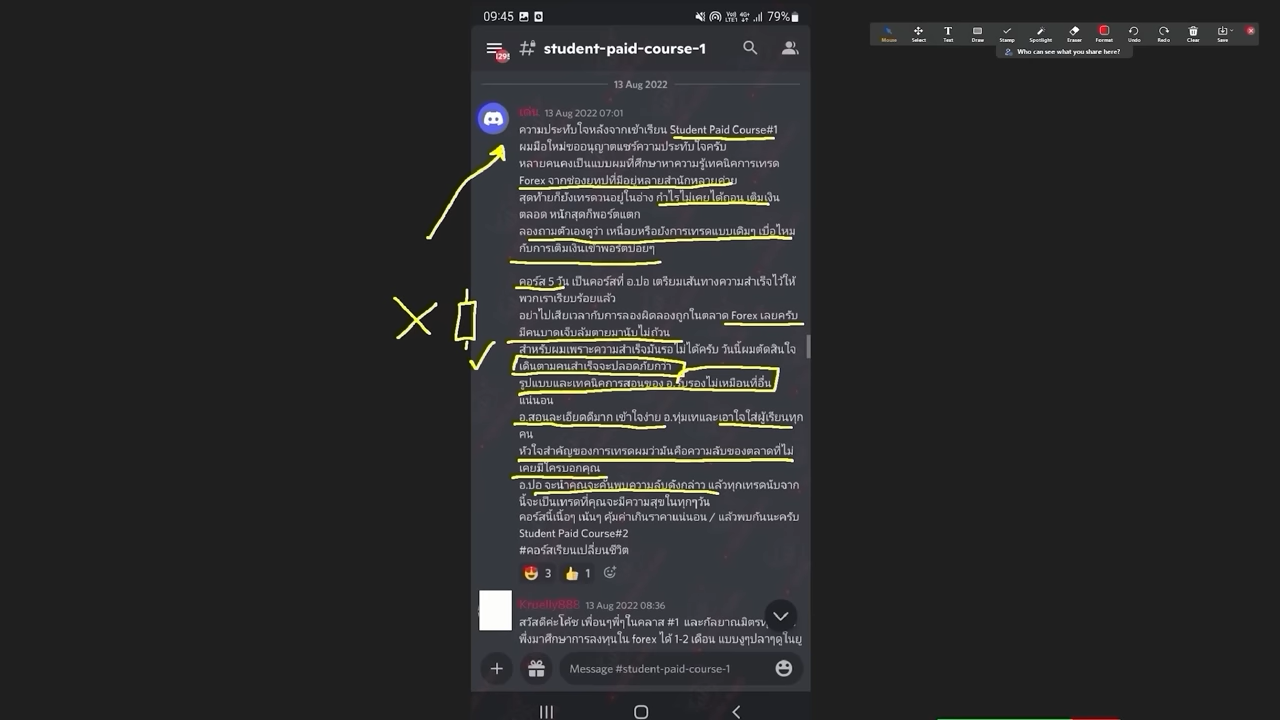 09:45
Vo))
LTE1
4G+
79%
Mouse
Select
Text
Draw
Stamp
Spotlight
Eraser
Format
Undo
Redo
Clear
Save
Who can see what you share here?
student-paid-course-1
13 Aug 2022
เด่น 13 Aug 2022 07:01
ความประทับใจหลังจากเข้าเรียน Student Paid Course#1
ผมมือใหม่ขออนุญาตแชร์ความประทับใจครับ
หลายคนคงเป็นแบบผมที่ศึกษาหาความรู้เทคนิคการเทรด
Forex จากช่องยูทูปที่มีอยู่หลายสำนักหลายค่าย
สุดท้ายก็ยังเทรดวนอยู่ในอ่าง กำไรไม่เคยได้ถอน เติมเงิน
ตลอด หนักสุดก็พอร์ตแตก
ลองถามตัวเองดูว่า เหนื่อยหรือยังการเทรดแบบเดิมๆ เบื่อไหม
กับการเติมเงินเข้าพอร์ตบ่อยๆ
คอร์ส 5 วัน เป็นคอร์สที่ อ.ปอ เตรียมเส้นทางความสำเร็จไว้ให้
พวกเราเรียบร้อยแล้ว
อย่าไปเสียเวลากับการลองผิดลองถูกในตลาด Forex เลยครับ
มีคนบาดเจ็บล้มตายมานับไม่ถ้วน
สำหรับผมเพราะความสำเร็จมันรอไม่ได้ครับ วันนี้ผมตัดสินใจ
เดินตามคนสำเร็จจะปลอดภัยกว่า
รูปแบบและเทคนิคการสอนของ อ.รับรองไม่เหมือนที่อื่น
แน่นอน
อ.สอนละเอียดดีมาก เข้าใจง่าย อ.ทุ่มเทและเอาใจใส่ผู้เรียนทุก
คน
หัวใจสำคัญของการเทรดผมว่ามันคือความลับของตลาดที่ไม่
เคยมีใครบอกคุณ
อ.ปอ จะนำคุณจะค้นพบความลับดังกล่าว แล้วทุกเทรดนับจาก
นี้จะเป็นเทรดที่คุณจะมีความสุขในทุกๆวัน
คอร์สนี้เนื้อๆ เน้นๆ คุ้มค่าเกินราคาแน่นอน / แล้วพบกันนะครับ
Student Paid Course#2
#คอร์สเรียนเปลี่ยนชีวิต
3 1
Kruelly888 13 Aug 2022 08:36
สวัสดีค่ะโค้ช เพื่อนๆพี่ๆในคลาส #1 และกัลยาณมิตร
พึ่งมาศึกษาการลงทุนใน forex ได้ 1-2 เดือน แบบงูๆปลาๆดูในยู
Message #student-paid-course-1